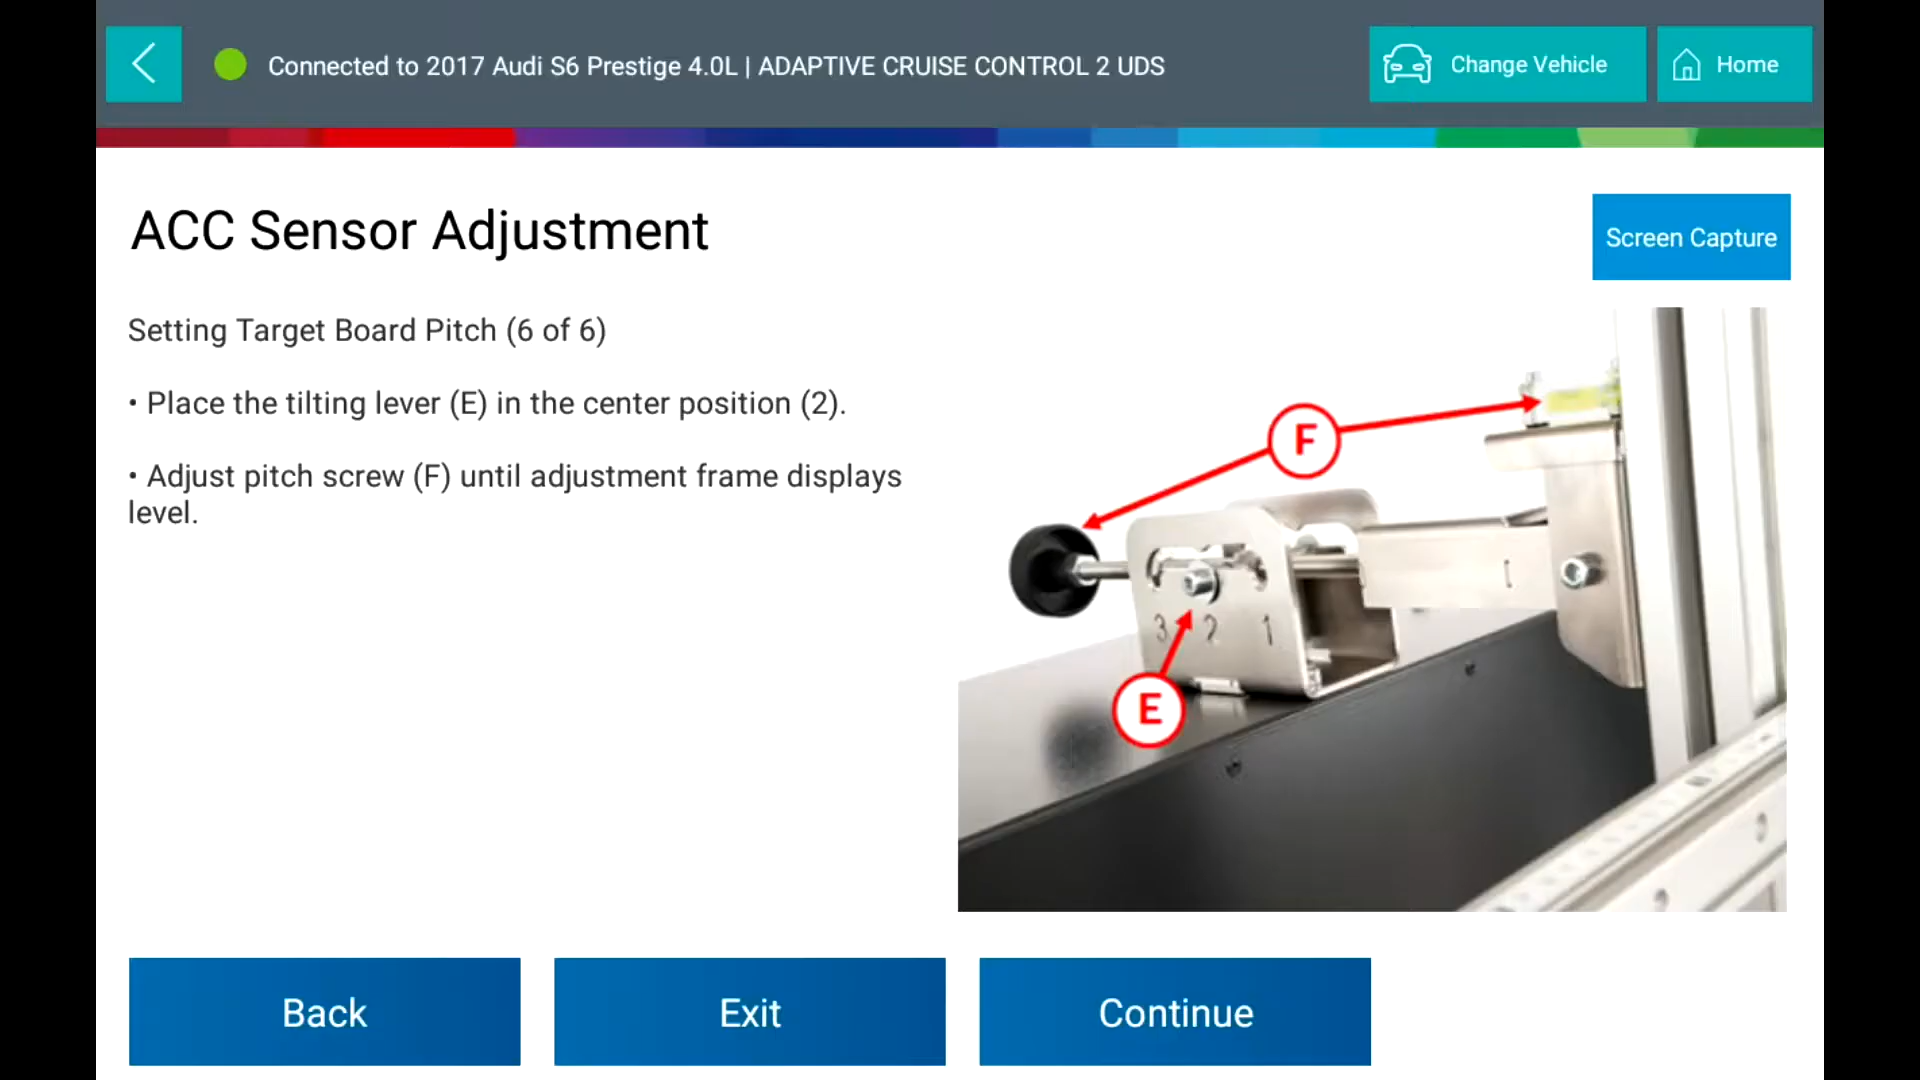 Connected to 2017 Audi S6 Prestige 4.0L | ADAPTIVE CRUISE CONTROL 2 UDS
Change Vehicle
Home
ACC Sensor Adjustment
Screen Capture
Setting Target Board Pitch (6 of 6)
• Place the tilting lever (E) in the center position (2).
• Adjust pitch screw (F) until adjustment frame displays
level.
F
3 2 1
E
Back
Exit
Continue